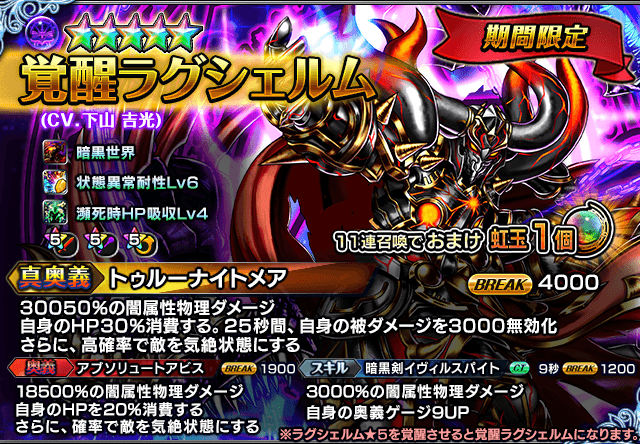 期間限定
覚醒ラグシェルム
(CV.下山 吉光)
暗黒世界
状態異常耐性Lv6
瀕死時HP吸収Lv4
5 5 5
11連召喚でおまけ 虹玉1個
真奥義 トゥルーナイトメア BREAK 4000
30050%の闇属性物理ダメージ
自身のHP30%消費する。25秒間、自身の被ダメージを3000無効化
さらに、高確率で敵を気絶状態にする
奥義 アブソリュートアビス BREAK 1900
18500%の闇属性物理ダメージ
自身のHPを20%消費する
さらに、確率で敵を気絶状態にする
スキル 暗黒剣イヴィルスバイト CT 9秒 BREAK 1200
3000%の闇属性物理ダメージ
自身の奥義ゲージ9UP
※ラグシェルム★5を覚醒させると覚醒ラグシェルムになります。